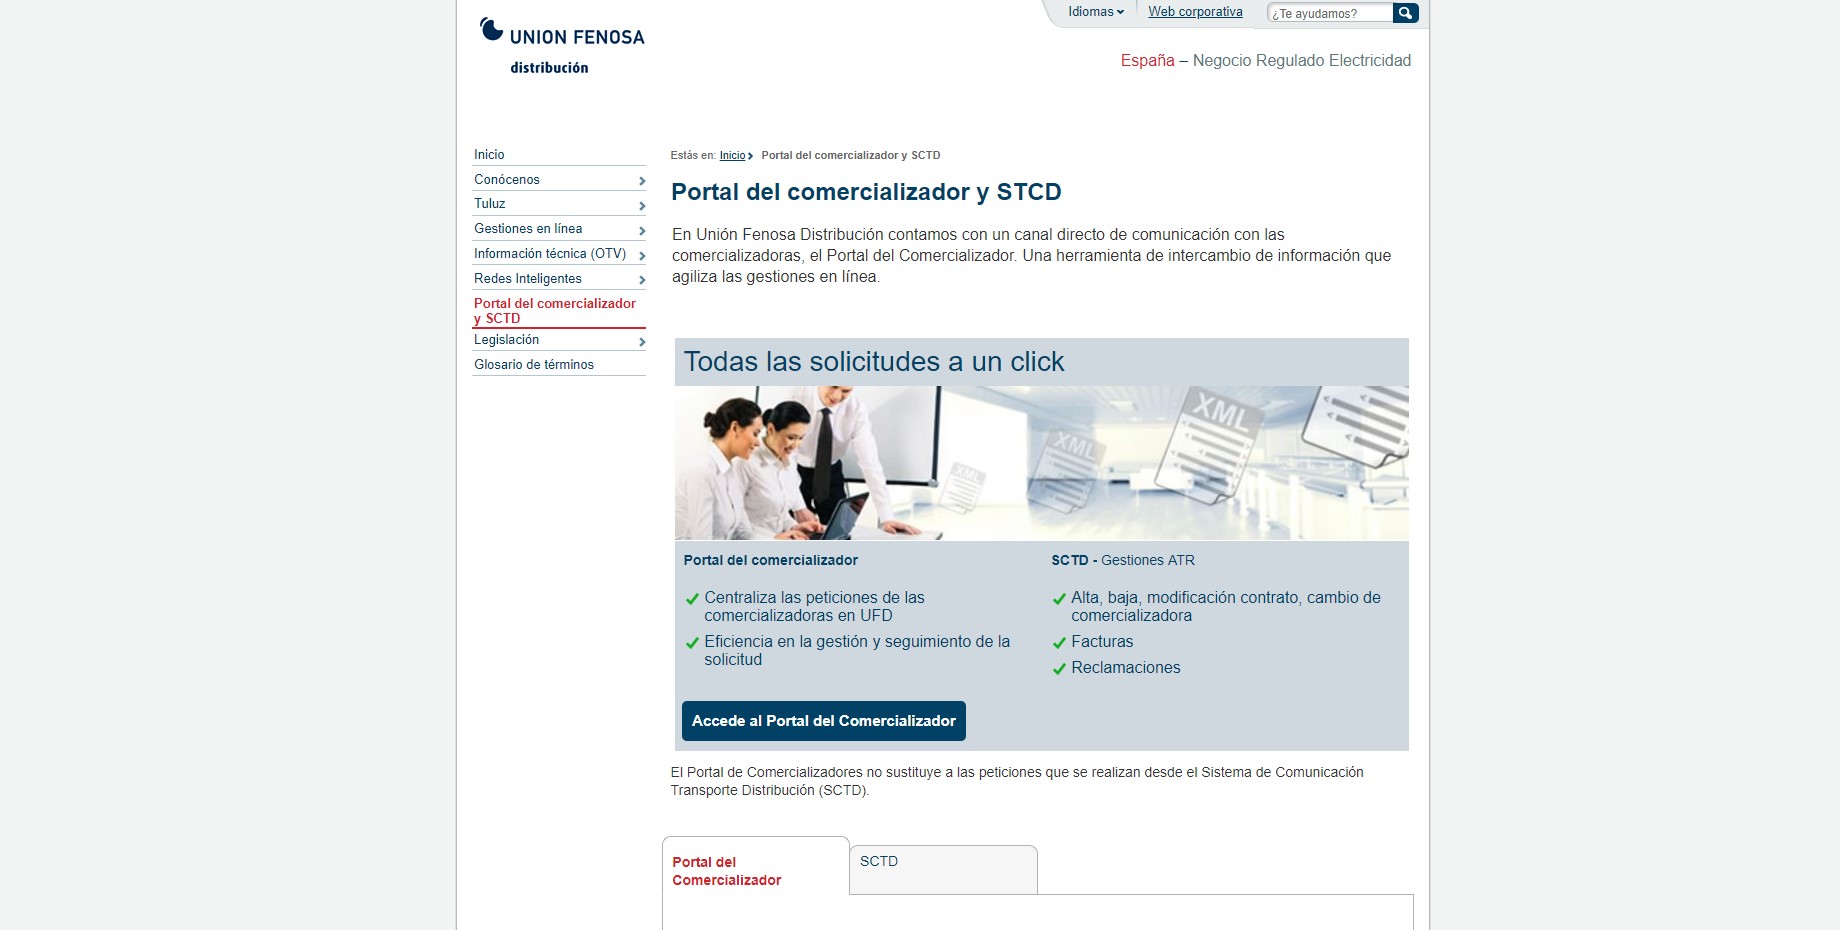 UNION FENOSA
distribución
Idiomas
Web corporativa
¿Te ayudamos?
España – Negocio Regulado Electricidad
Inicio
Conócenos
Tuluz
Gestiones en línea
Información técnica (OTV)
Redes Inteligentes
Portal del comercializador
y SCTD
Legislación
Glosario de términos
Estás en: Inicio Portal del comercializador y SCTD
Portal del comercializador y STCD
En Unión Fenosa Distribución contamos con un canal directo de comunicación con las
comercializadoras, el Portal del Comercializador. Una herramienta de intercambio de información que
agiliza las gestiones en línea.
Todas las solicitudes a un click
XML
XML
XML
Portal del comercializador
Centraliza las peticiones de las
comercializadoras en UFD
Eficiencia en la gestión y seguimiento de la
solicitud
SCTD - Gestiones ATR
Alta, baja, modificación contrato, cambio de
comercializadora
Facturas
Reclamaciones
Accede al Portal del Comercializador
El Portal de Comercializadores no sustituye a las peticiones que se realizan desde el Sistema de Comunicación
Transporte Distribución (SCTD).
Portal del
Comercializador
SCTD